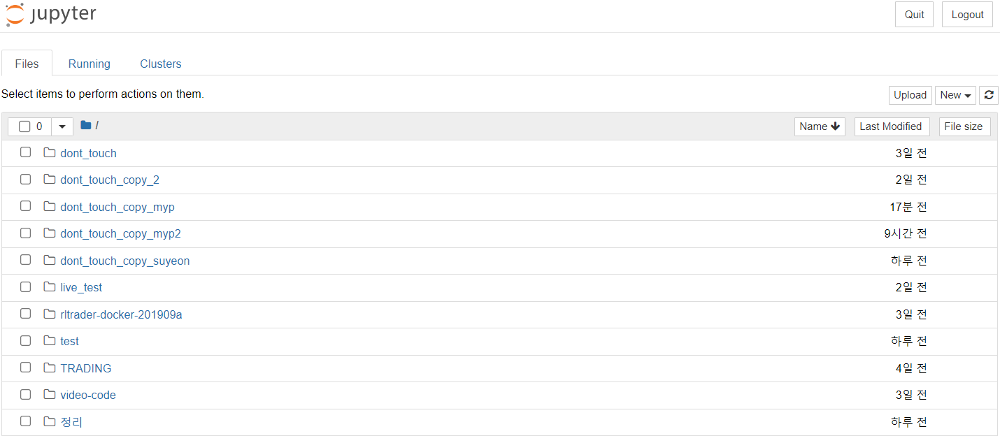 jupyter Quit Logout
Files Running Clusters
Select items to perform actions on them. Upload New
0 / Name Last Modified File size
dont_touch 3일 전
dont_touch_copy_2 2일 전
dont_touch_copy_myp 17분 전
dont_touch_copy_myp2 9시간 전
dont_touch_copy_suyeon 하루 전
live_test 2일 전
rltrader-docker-201909a 3일 전
test 하루 전
TRADING 4일 전
video-code 3일 전
정리 하루 전